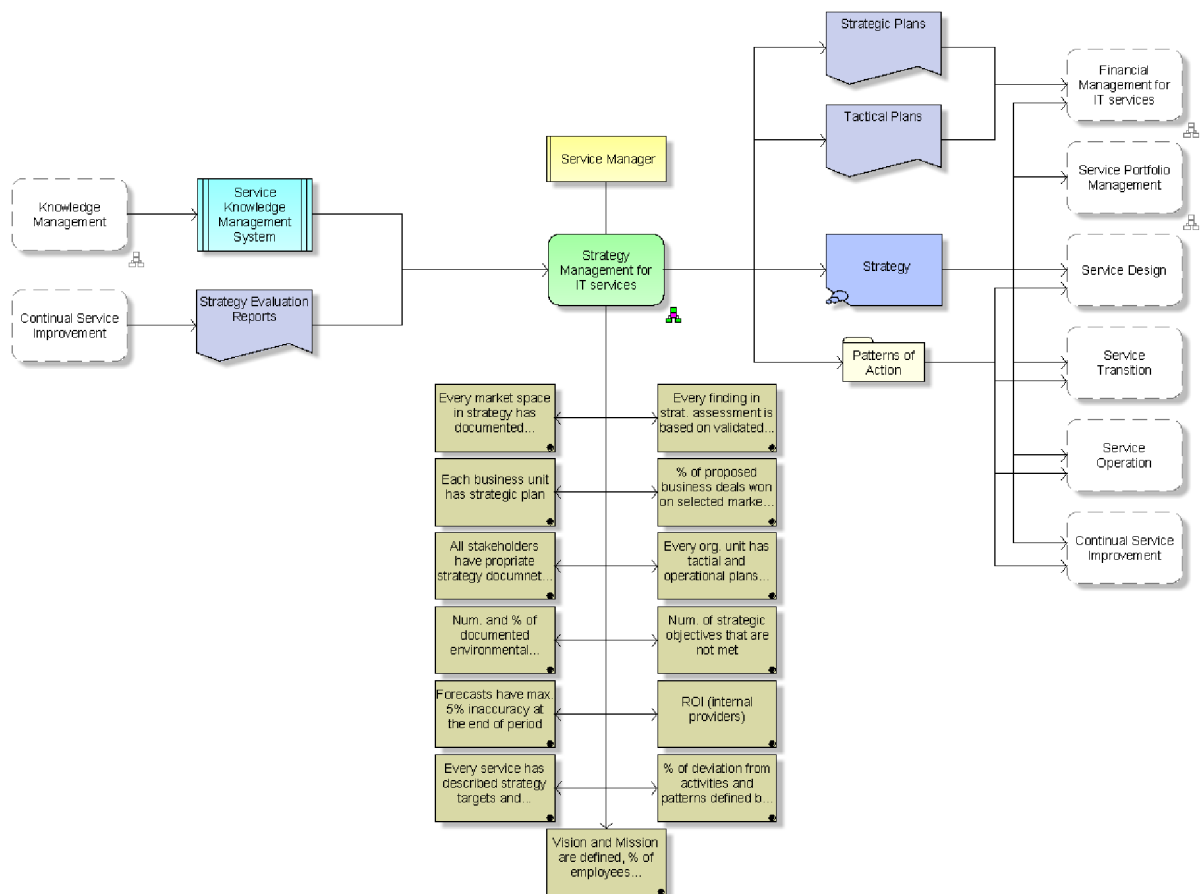 Strategic Plans
Tactical Plans
Financial
Management for
IT services
Service Manager
Service Portfolio
Management
Knowledge
Management
Service
Knowledge
Management
System
Strategy
Management for
IT services
Strategy
Service Design
Continual Service
Improvement
Strategy Evaluation
Reports
Patterns of
Action
Service
Transition
Every market space
in strategy has
documented...
Every finding in
strat. assessment is
based on validated...
Service
Operation
Each business unit
has strategic plan
% of proposed
business deals won
on selected marke...
Continual Service
Improvement
All stakeholders
have propriate
strategy documnet...
Every org. unit has
tactial and
operational plans...
Num. and % of
documented
environmental...
Num. of strategic
objectives that are
not met
Forecasts have max.
5% inaccuracy at
the end of period
ROI (internal
providers)
Every service has
described strategy
targets and...
% of deviation from
activities and
patterns defined b...
Vision and Mission
are defined, % of
employees...